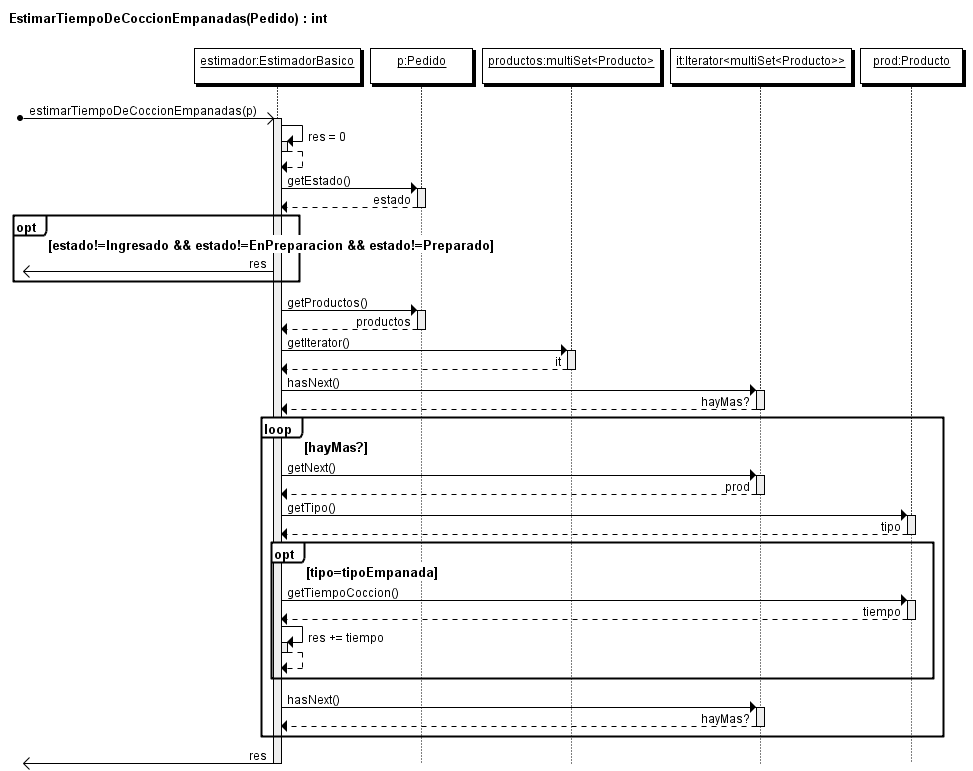 EstimarTiempoDeCoccionEmpanadas(Pedido) : int
estimador:EstimadorBasico p:Pedido productos:multiSet<Producto> it:Iterator<multiSet<Producto>> prod:Producto
estimarTiempoDeCoccionEmpanadas(p)
res = 0
getEstado()
estado
opt
[estado!=Ingresado && estado!=EnPreparacion && estado!=Preparado]
res
getProductos()
productos
getIterator()
it
hasNext()
hayMas?
loop
[hayMas?]
getNext()
prod
getTipo()
tipo
opt
[tipo=tipoEmpanada]
getTiempoCoccion()
tiempo
res += tiempo
hasNext()
hayMas?
res